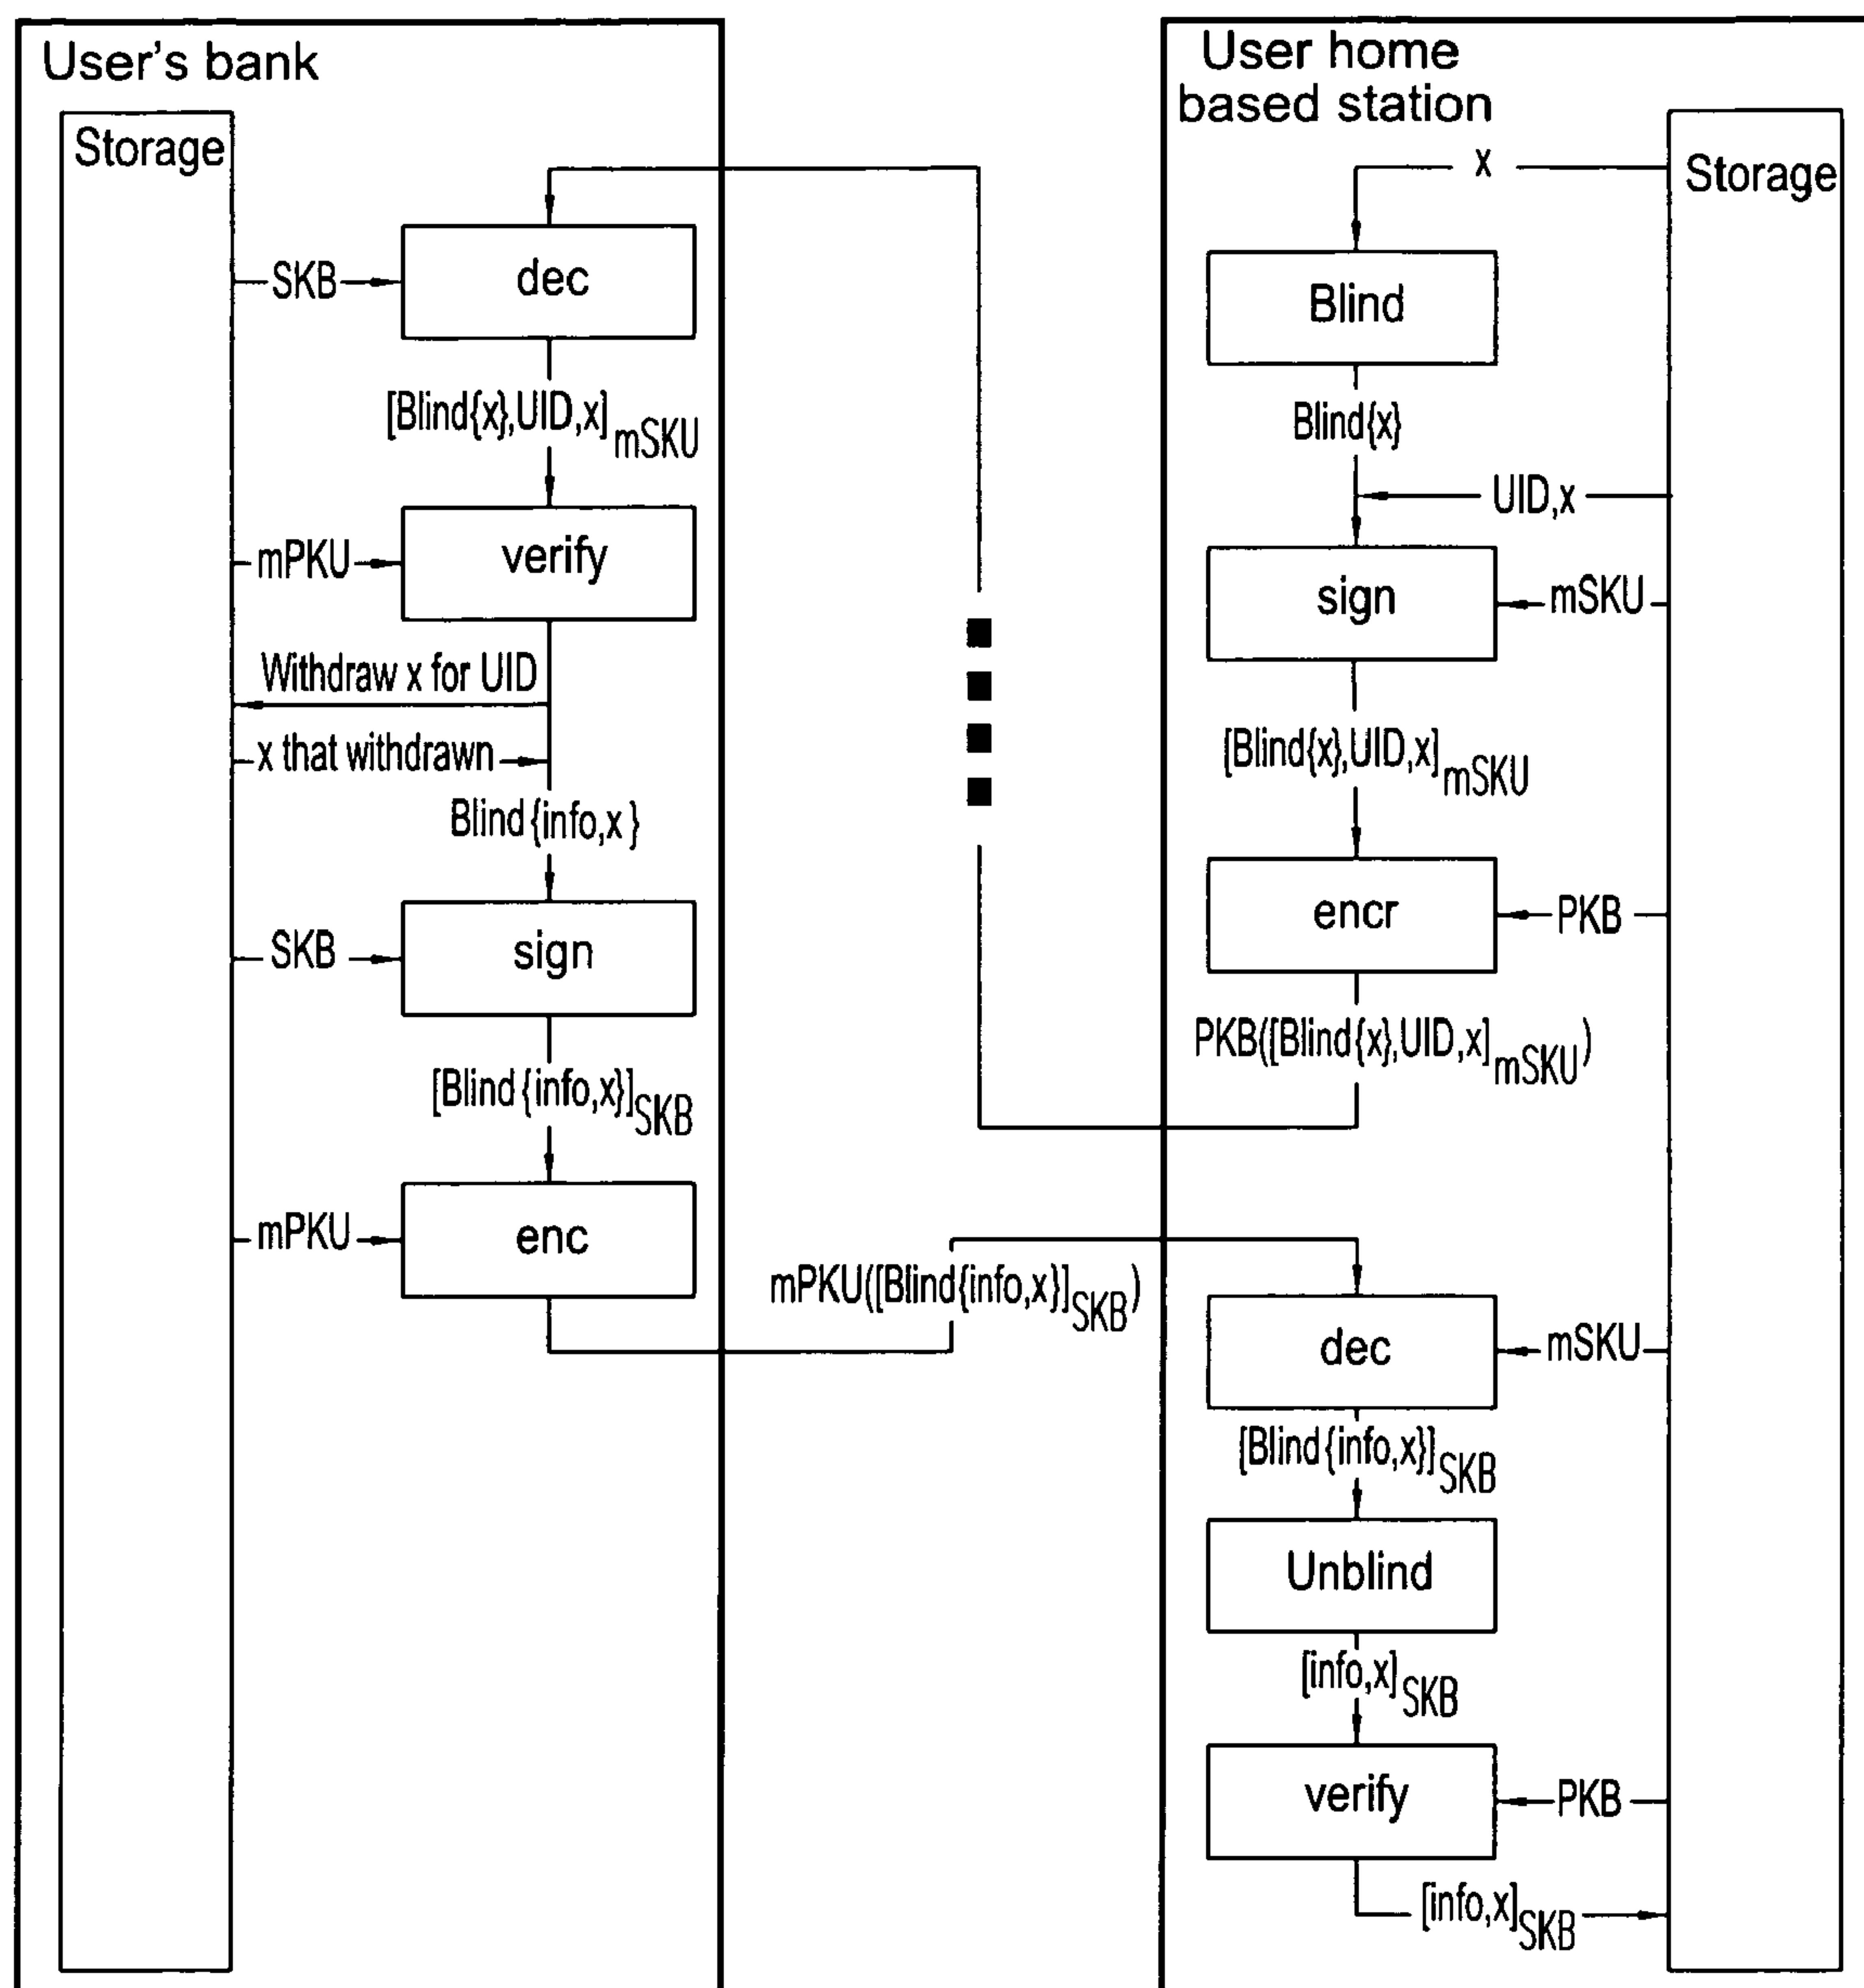 User's bank
Storage
SKB
dec
[Blind{x},UID,x]mSKU
mPKU
verify
Withdraw x for UID
x that withdrawn
Blind{info,x}
SKB
sign
[Blind{info,x}]SKB
mPKU
enc
mPKU([Blind{info,x}]SKB)
User home
based station
Storage
x
Blind
Blind{x}
UID,x
sign
mSKU
[Blind{x},UID,x]mSKU
encr
PKB
PKB([Blind{x},UID,x]mSKU)
dec
mSKU
[Blind{info,x}]SKB
Unblind
[info,x]SKB
verify
PKB
[info,x]SKB